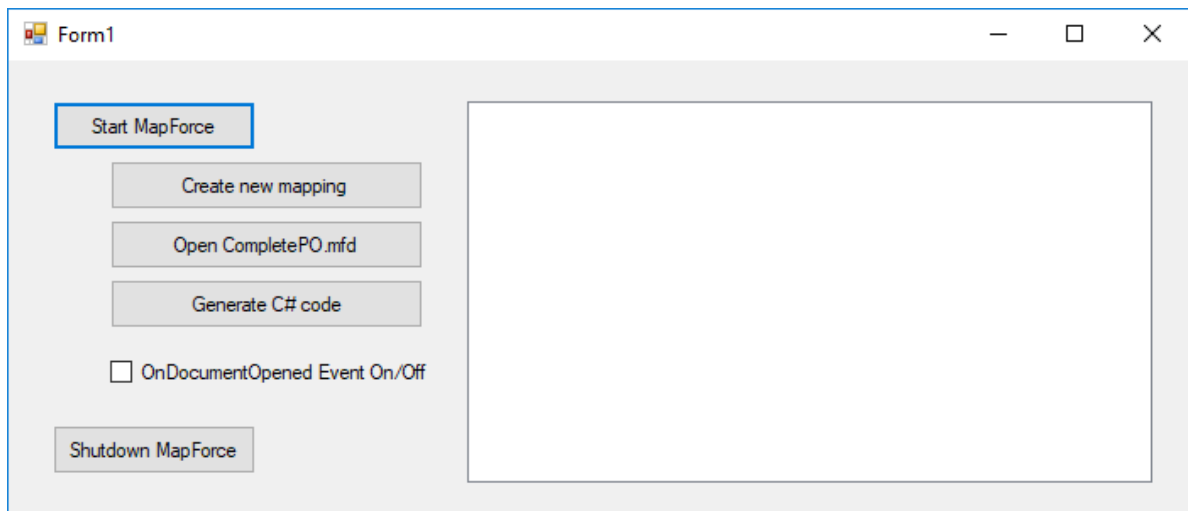 Form1
Start MapForce
Create new mapping
Open CompletePO.mfd
Generate C# code
OnDocumentOpened Event On/Off
Shutdown MapForce